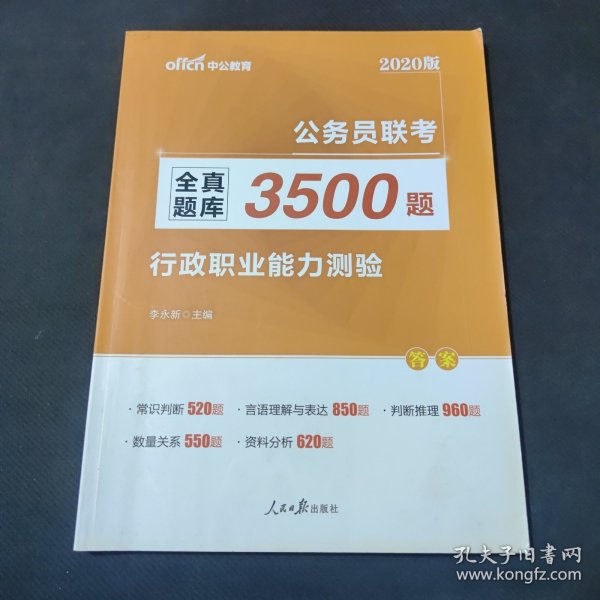 offcn 中公教育
2020版
公务员联考
全真
题库
3500题
行政职业能力测验
李永新◎主编
答案
·常识判断520题 ·言语理解与表达850题 ·判断推理960题
·数量关系550题 ·资料分析620题
人民日报出版社
孔夫子旧书网
www.kongfz.com